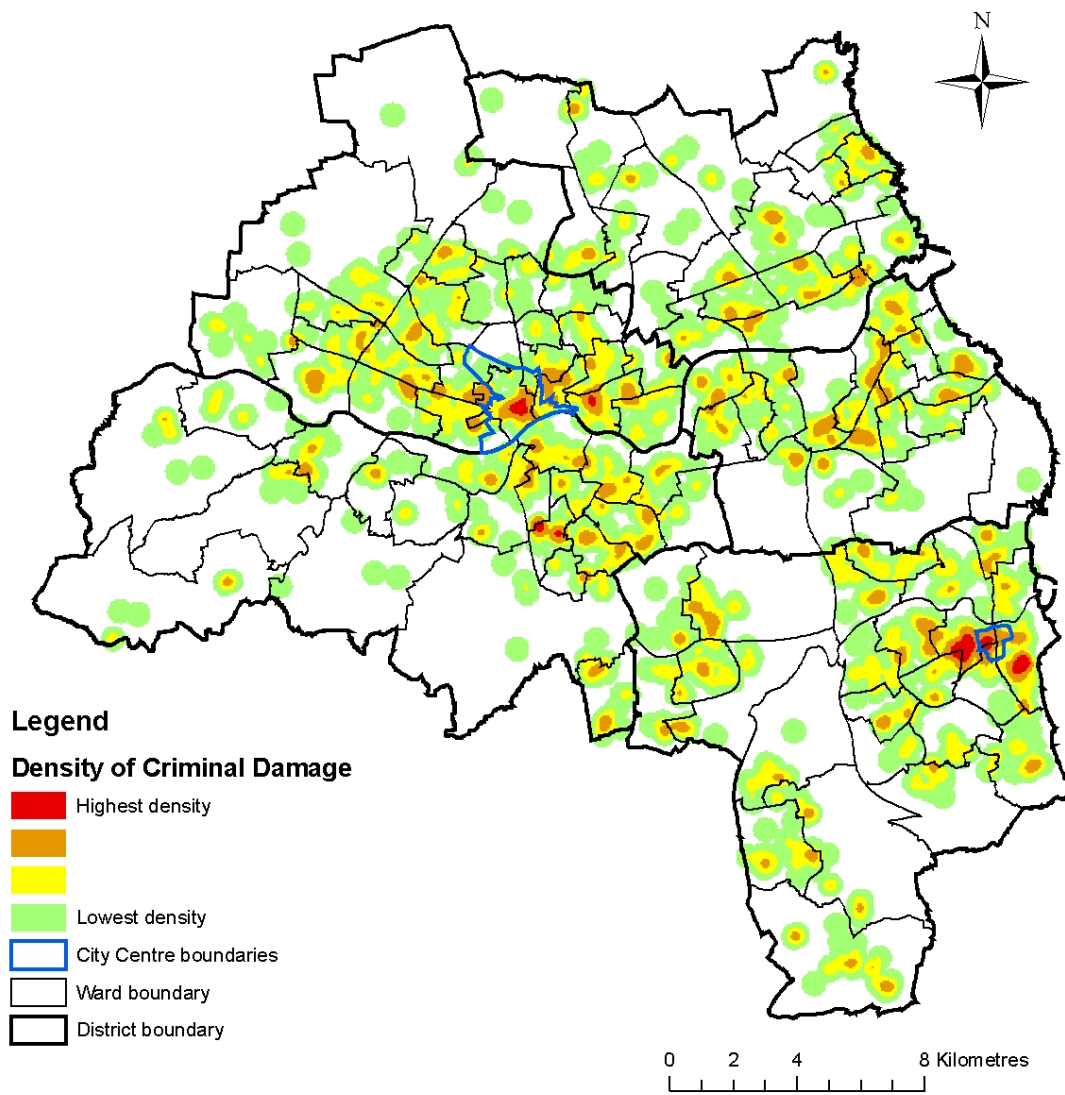 N
Legend
Density of Criminal Damage
Highest density
Lowest density
City Centre boundaries
Ward boundary
District boundary
0 2 4 8 Kilometres